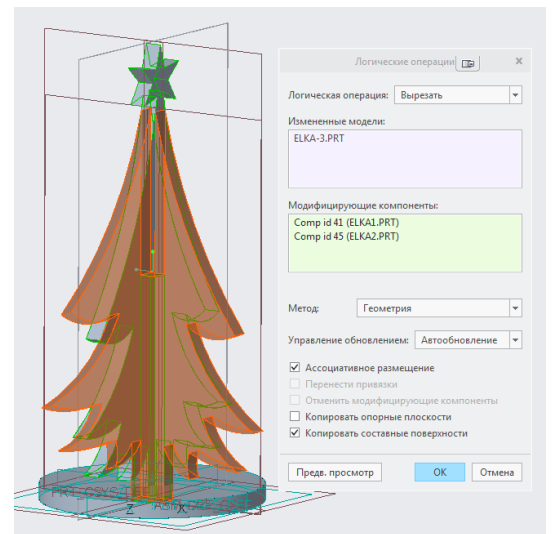 Логические операции
Логическая операция: Вырезать
Измененные модели:
ELKA-3.PRT
Модифицирующие компоненты:
Comp id 41 (ELKA1.PRT)
Comp id 45 (ELKA2.PRT)
Метод: Геометрия
Управление обновлением: Автообновление
Ассоциативное размещение
Перенести привязки
Отменить модифицирующие компоненты
Копировать опорные плоскости
Копировать составные поверхности
Предв. просмотр ОК Отмена
Z X